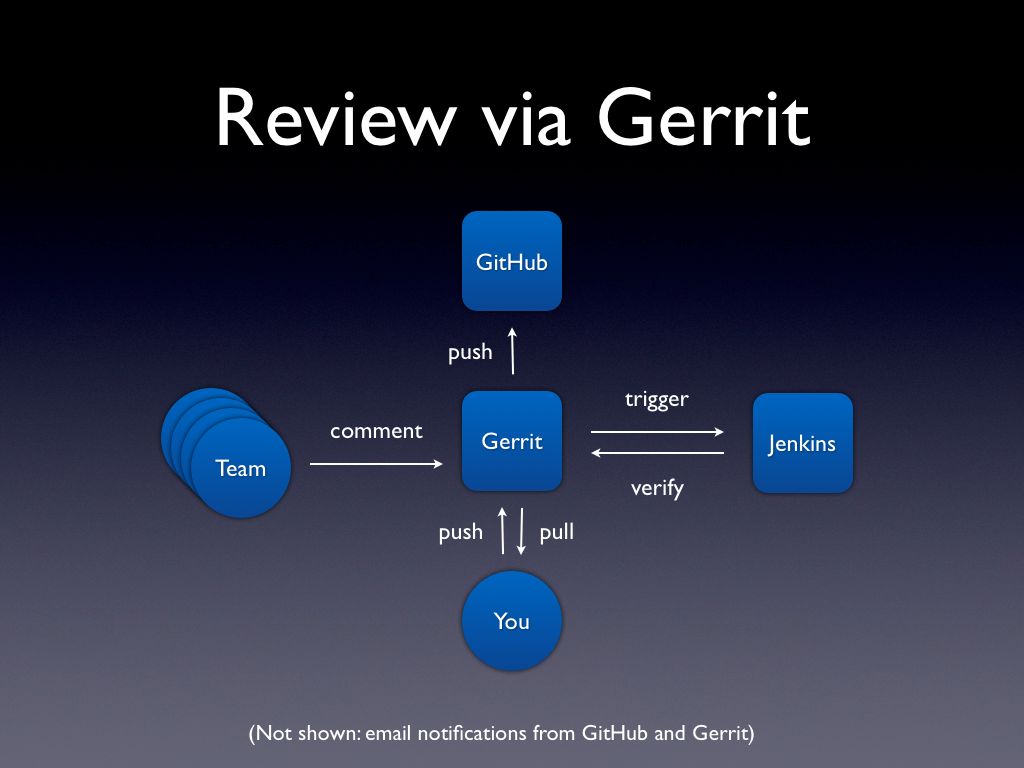 Review via Gerrit
GitHub
push
trigger
comment
Gerrit
Jenkins
Team
verify
push
pull
You
(Not shown: email notifications from GitHub and Gerrit)